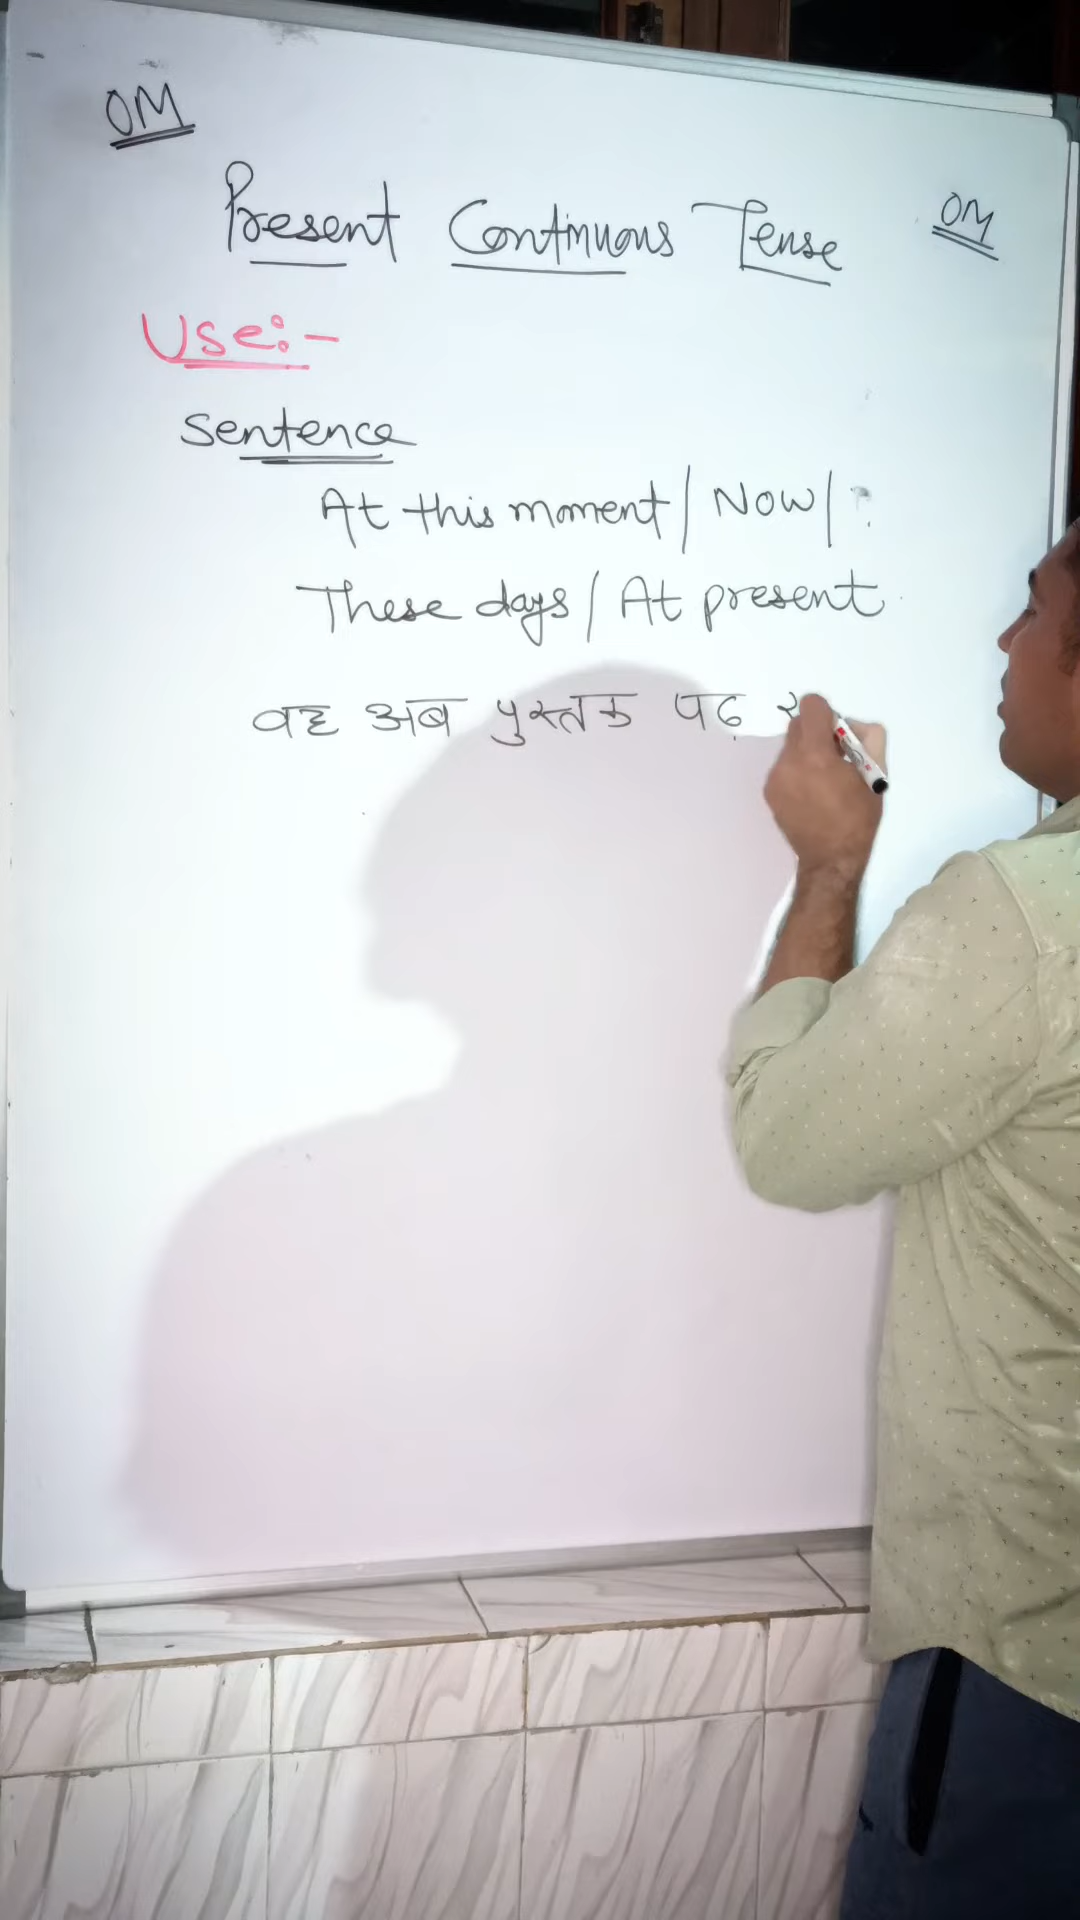 OM
Present Continuous Tense
OM
Use:-
Sentence
At this moment / Now /
These days / At present
वह अब पुस्तक पढ़ र